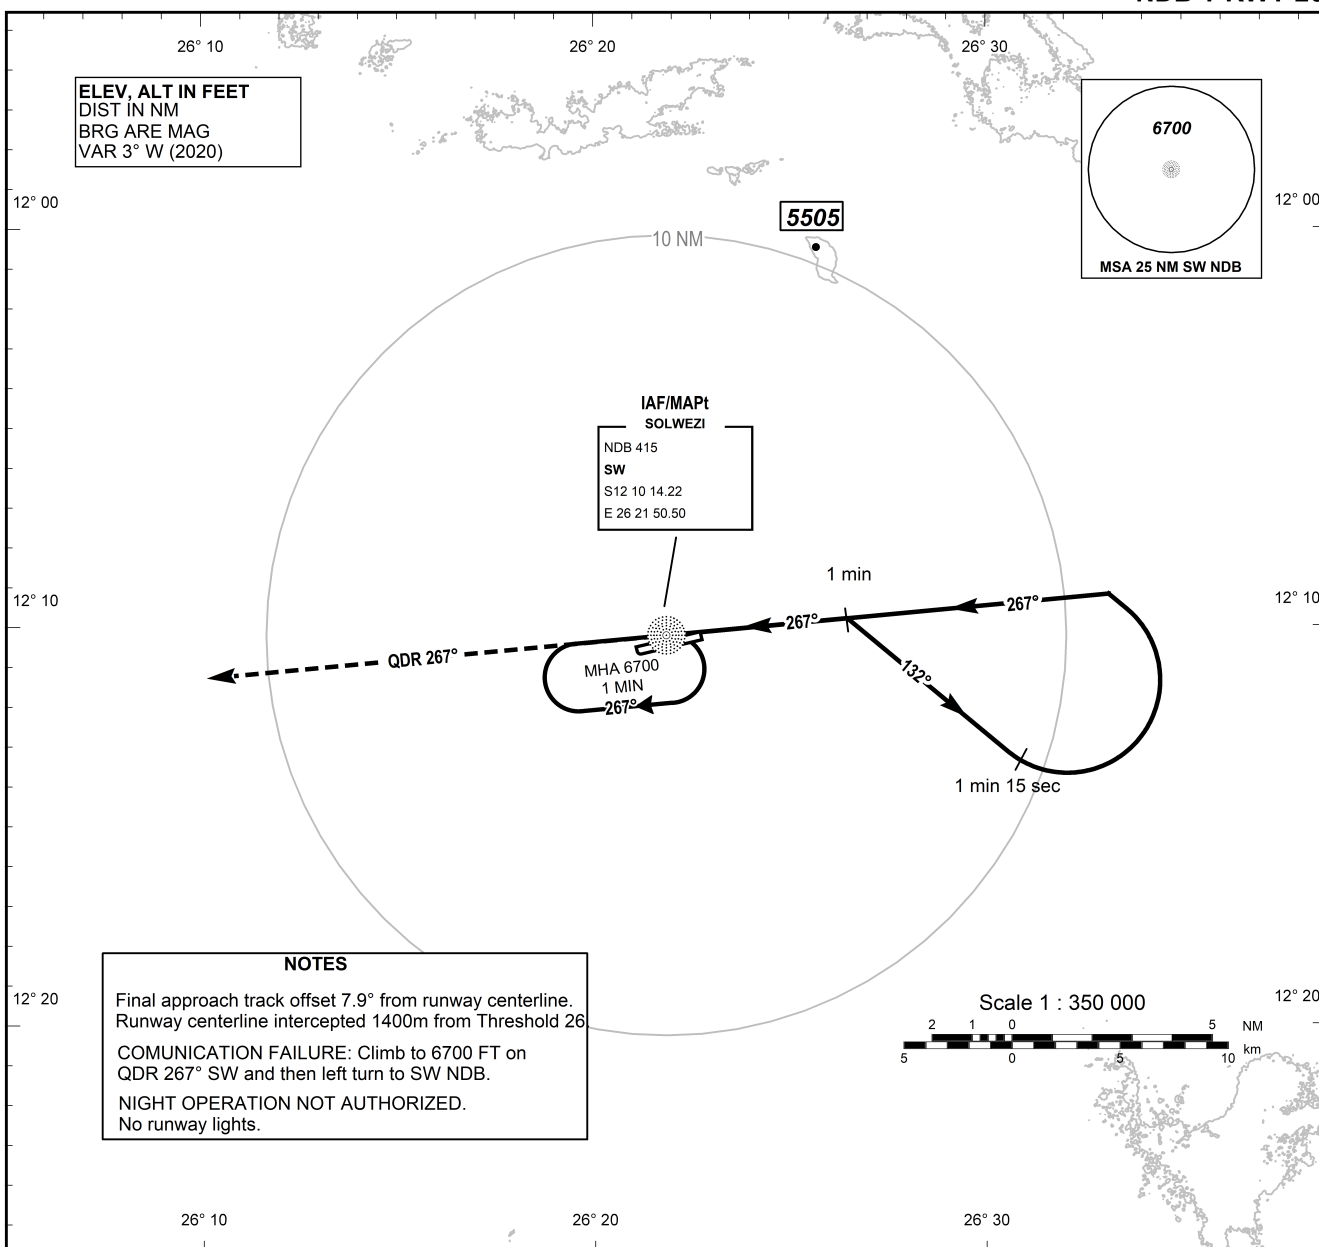 26° 10
26° 20
26° 30
ELEV, ALT IN FEET
DIST IN NM
BRG ARE MAG
VAR 3° W (2020)
6700
MSA 25 NM SW NDB
12° 00
12° 00
5505
10 NM
IAF/MAPt
SOLWEZI
NDB 415
SW
S12 10 14.22
E 26 21 50.50
1 min
12° 10
12° 10
267°
267°
QDR 267°
MHA 6700
1 MIN
267°
132°
1 min 15 sec
NOTES
Final approach track offset 7.9° from runway centerline.
Runway centerline intercepted 1400m from Threshold 26
COMUNICATION FAILURE: Climb to 6700 FT on
QDR 267° SW and then left turn to SW NDB.
NIGHT OPERATION NOT AUTHORIZED.
No runway lights.
12° 20
12° 20
Scale 1 : 350 000
2 1 0 5 NM
5 0 5 10 km
26° 10
26° 20
26° 30